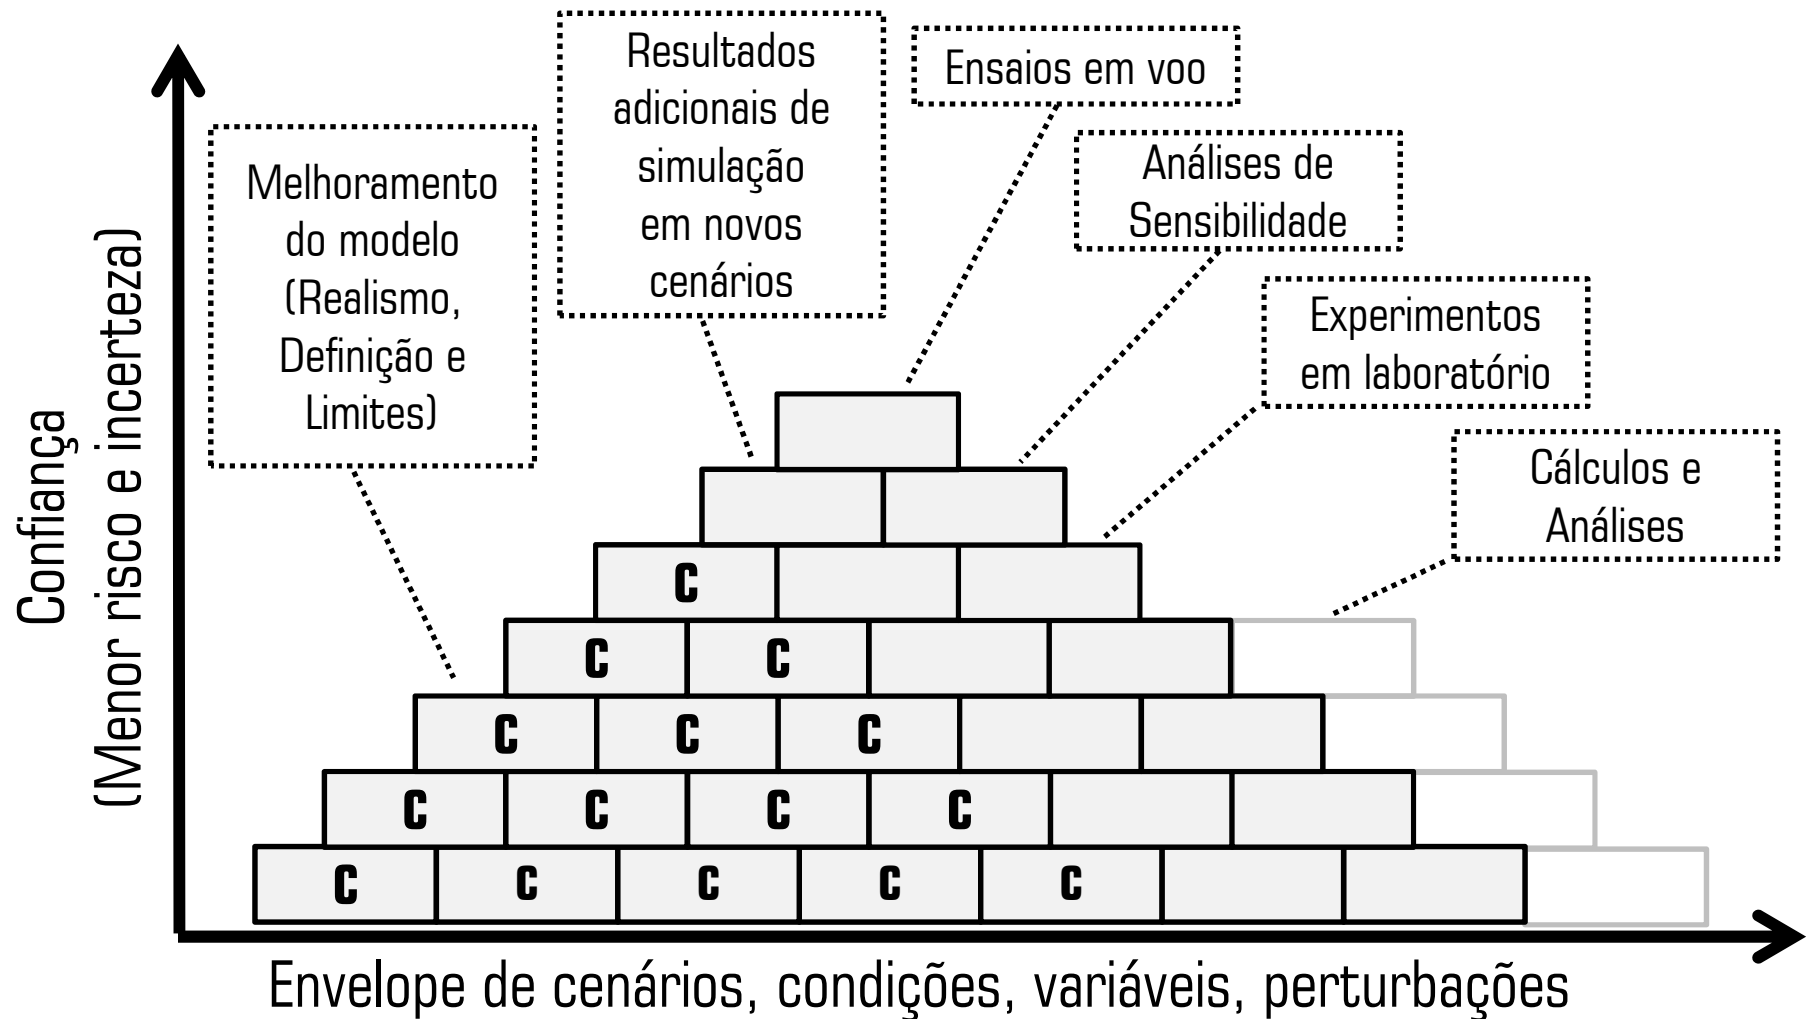 Resultados
adicionais de
simulação
em novos
cenários
Ensaios em voo
Melhoramento
do modelo
(Realismo,
Definição e
Limites)
Análises de
Sensibilidade
Experimentos
em laboratório
Cálculos e
Análises
Confiança
(Menor risco e incerteza)
C
C C
C C C
C C C C
C C C C C
Envelope de cenários, condições, variáveis, perturbações